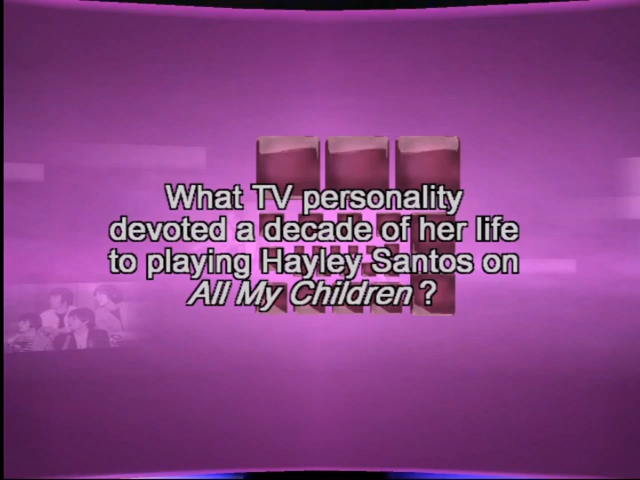 What TV personality
devoted a decade of her life
to playing Hayley Santos on
All My Children?